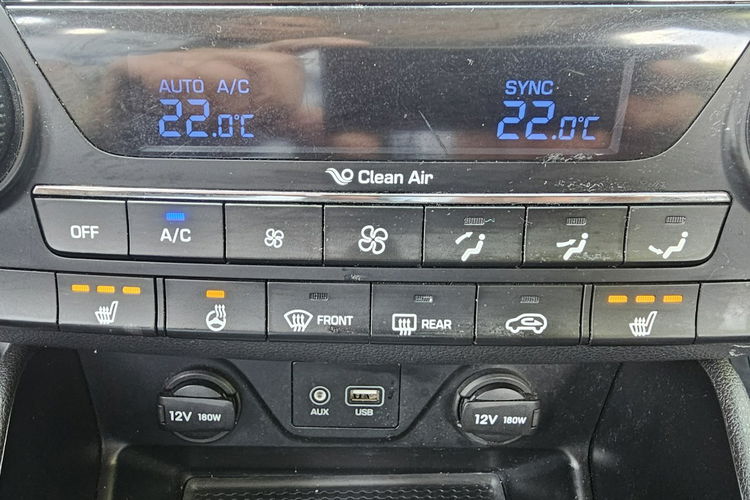 AUTO A/C SYNC
22.0°C 22.0°C
Clean Air
OFF A/C
FRONT REAR
12V 180W AUX USB 12V 180W